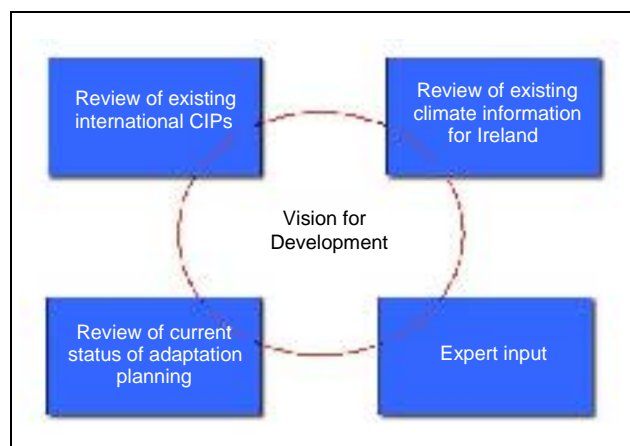 Review of existing
international CIPs
Review of existing
climate information
for Ireland
Vision for
Development
Review of current
status of adaptation
planning
Expert input